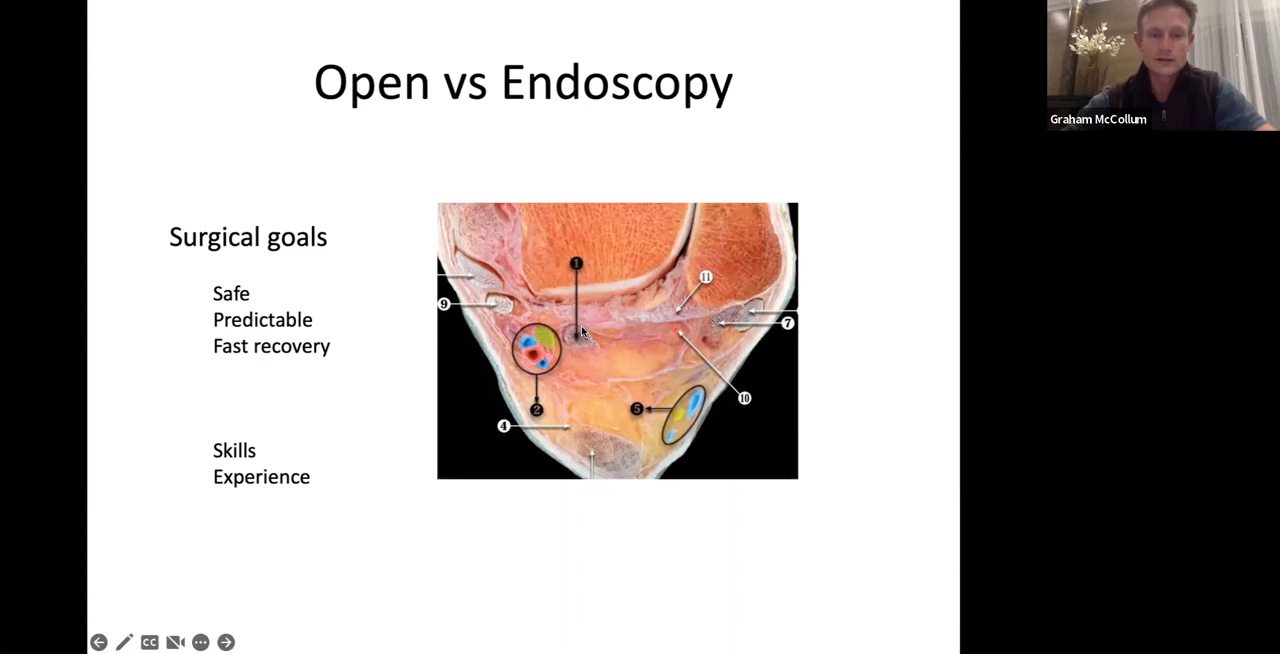 Open vs Endoscopy
Graham McCollum
Surgical goals
Safe
Predictable
Fast recovery
Skills
Experience
1
11
9
7
2
5
10
4
CC